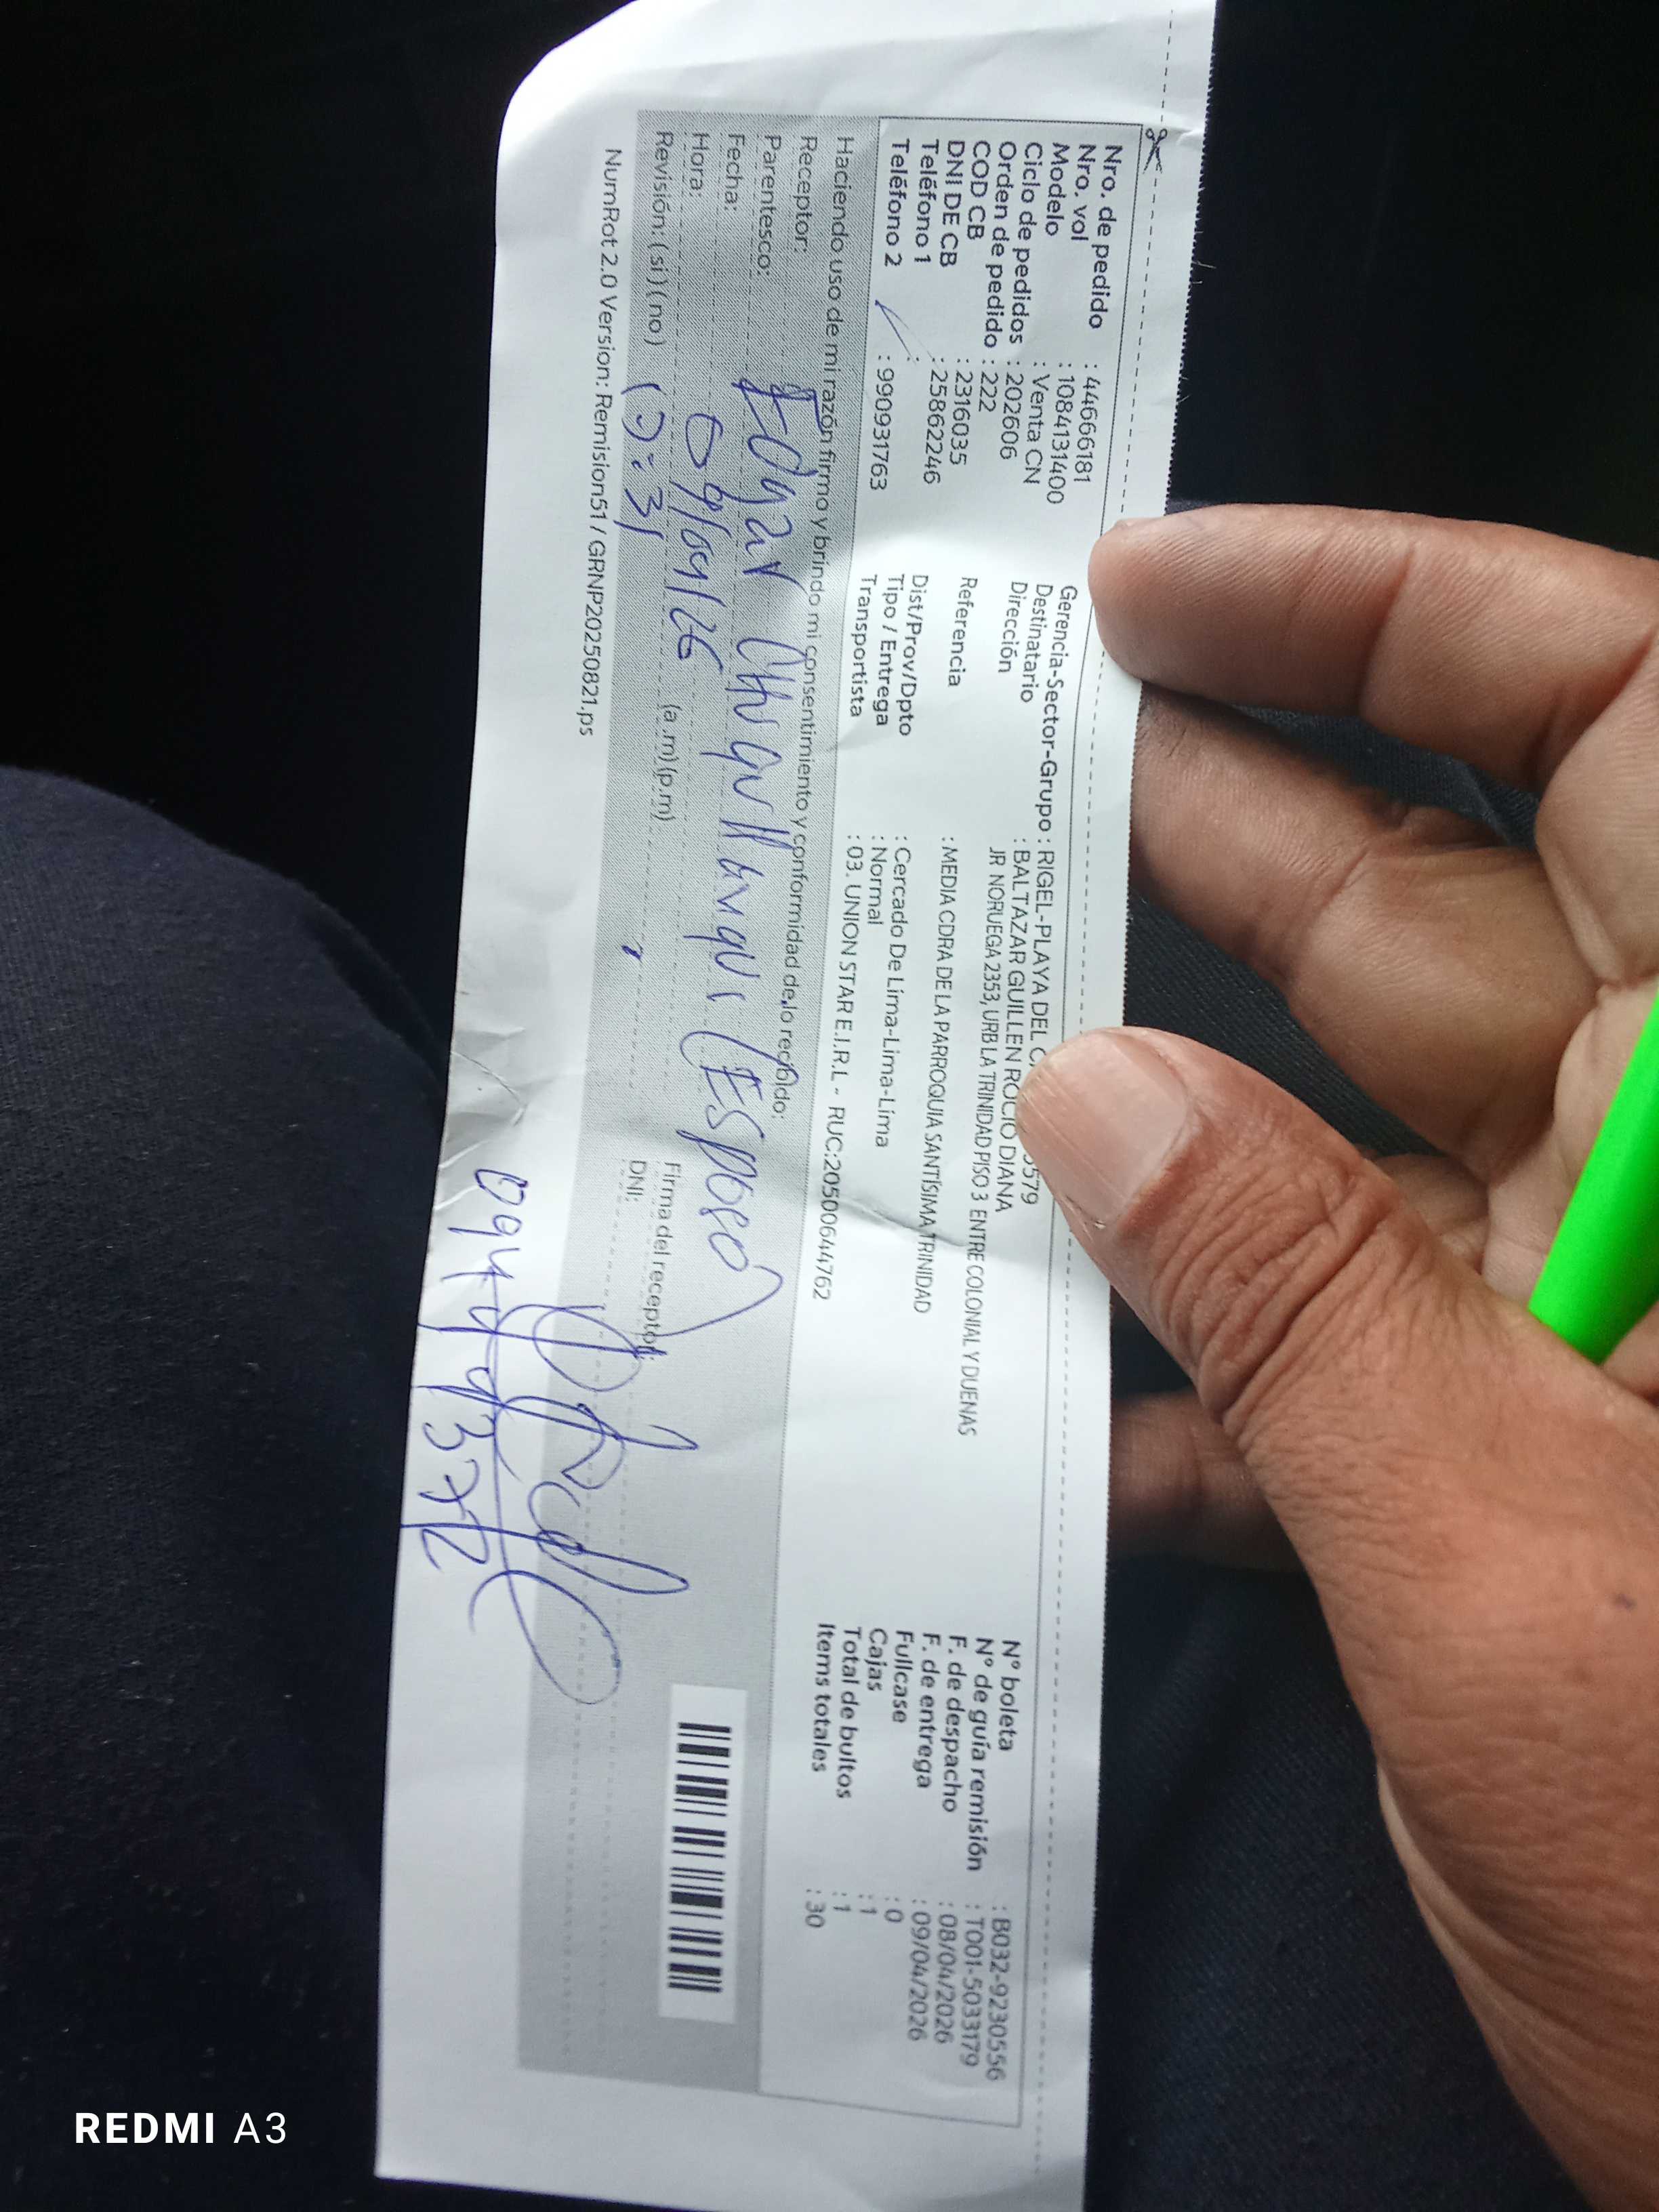 Nro. de pedido : 44666181
Nro. vol : 1084131400
Modelo : Venta CN
Ciclo de pedidos : 202606
Orden de pedido : 222
COD CB : 2316035
DNI DE CB : 25862246
Teléfono 1 :
Teléfono 2 : 990931763
Gerencia-Sector-Grupo : RIGEL-PLAYA DEL
Destinatario : BALTAZAR GUILLEN ROCIO DIANA
Dirección JR NORUEGA 2353, URB LA TRINIDAD PISO 3 ENTRE COLONIAL Y DUENAS
Referencia : MEDIA CDRA DE LA PARROQUIA SANTÍSIMA TRINIDAD
Dist/Prov/Dpto : Cercado De Lima-Lima-Lima
Tipo / Entrega : Normal
Transportista : 03. UNION STAR E.I.R.L - RUC:20500644762
N° boleta : B032-9230556
N° de guía remisión : T001-5033179
F. de despacho : 08/04/2026
F. de entrega : 09/04/2026
Fullcase : 0
Cajas : 1
Total de bultos : 1
Items totales : 30
Haciendo uso de mi razón firmo y brindo mi consentimiento y conformidad de lo recibido:
Receptor: Edgar (Esposo)
Parentesco:
Fecha: 09/04/26
Hora: (a.m) (p.m)
Revisión: (si) (no)
Firma del receptor:
DNI:
NumRot 2.0 Version: Remision51 / GRNP20250821.ps
REDMI A3